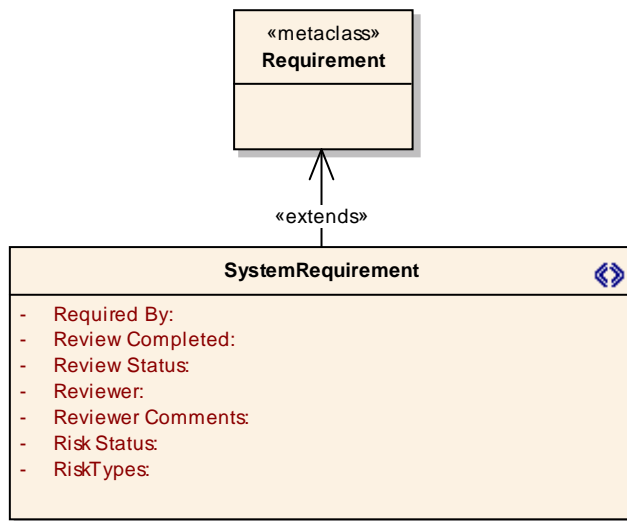 «metaclass»
Requirement
«extends»
SystemRequirement
- Required By:
- Review Completed:
- Review Status:
- Reviewer:
- Reviewer Comments:
- Risk Status:
- RiskTypes: